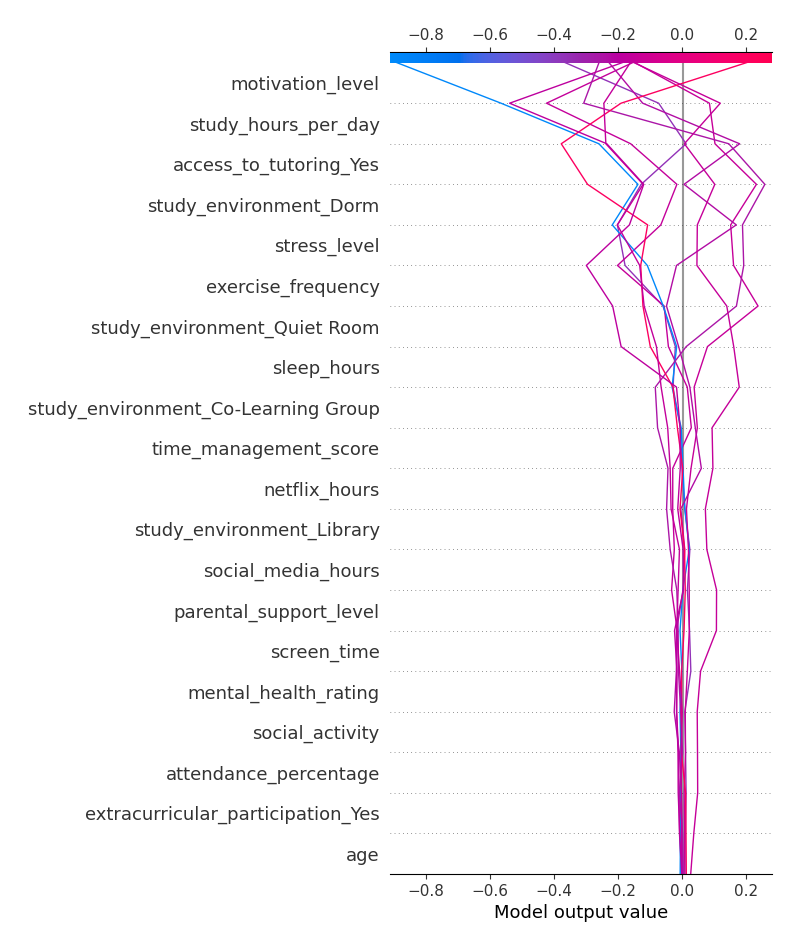 −0.8 −0.6 −0.4 −0.2 0.0 0.2
motivation_level
study_hours_per_day
access_to_tutoring_Yes
study_environment_Dorm
stress_level
exercise_frequency
study_environment_Quiet Room
sleep_hours
study_environment_Co-Learning Group
time_management_score
netflix_hours
study_environment_Library
social_media_hours
parental_support_level
screen_time
mental_health_rating
social_activity
attendance_percentage
extracurricular_participation_Yes
age
−0.8 −0.6 −0.4 −0.2 0.0 0.2
Model output value